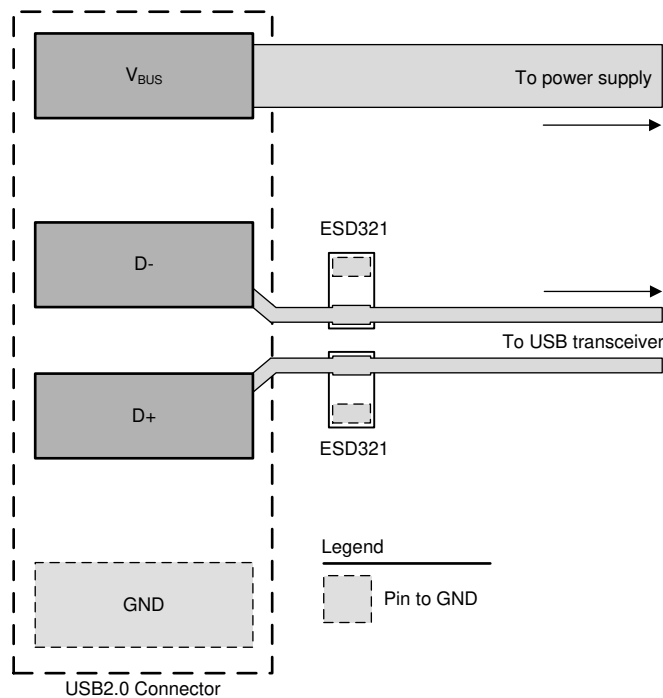 VBUS
To power supply
ESD321
D-
To USB transceiver
D+
ESD321
Legend
GND
Pin to GND
USB2.0 Connector